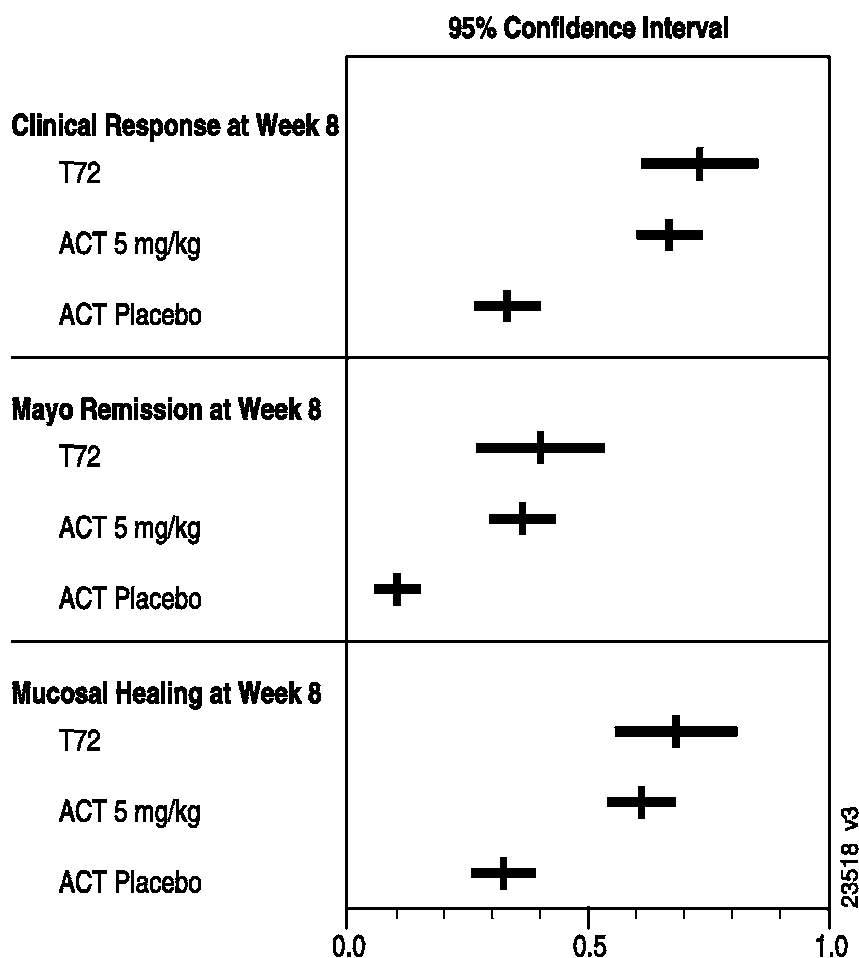 95% Confidence Interval
Clinical Response at Week 8
T72
ACT 5 mg/kg
ACT Placebo
Mayo Remission at Week 8
T72
ACT 5 mg/kg
ACT Placebo
Mucosal Healing at Week 8
T72
ACT 5 mg/kg
ACT Placebo
0.0 0.5 1.0
23518 v3